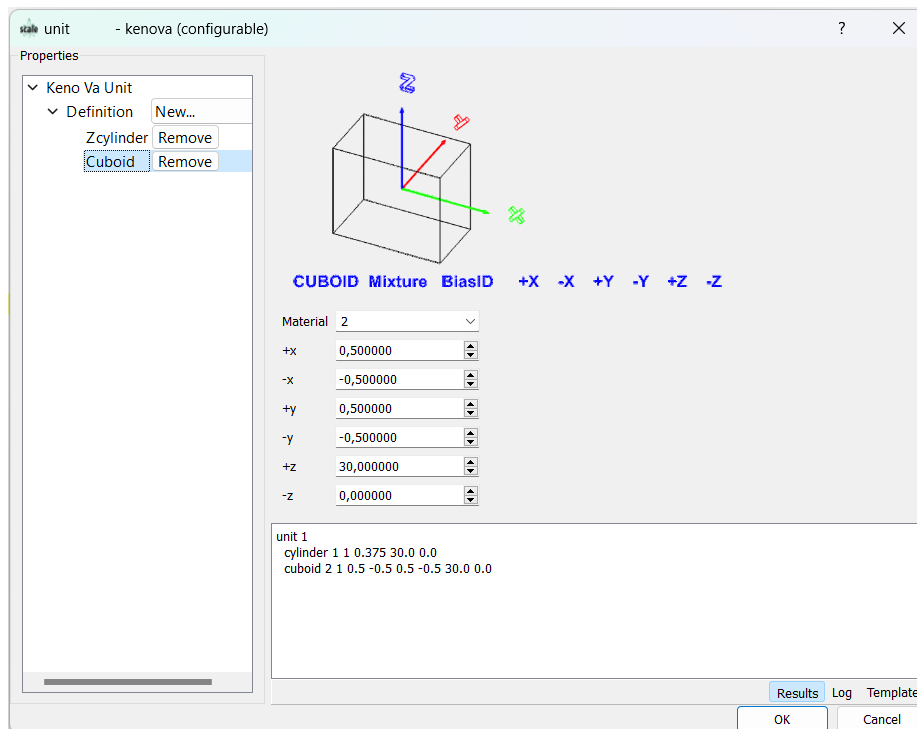 scale unit - kenova (configurable) ?
Properties
Keno Va Unit
Definition New...
Zcylinder Remove
Cuboid Remove
Z
Y
X
CUBOID Mixture BiasID +X -X +Y -Y +Z -Z
Material 2
+x 0,500000
-x -0,500000
+y 0,500000
-y -0,500000
+z 30,000000
-z 0,000000
unit 1
cylinder 1 1 0.375 30.0 0.0
cuboid 2 1 0.5 -0.5 0.5 -0.5 30.0 0.0
Results Log Template
OK Cancel